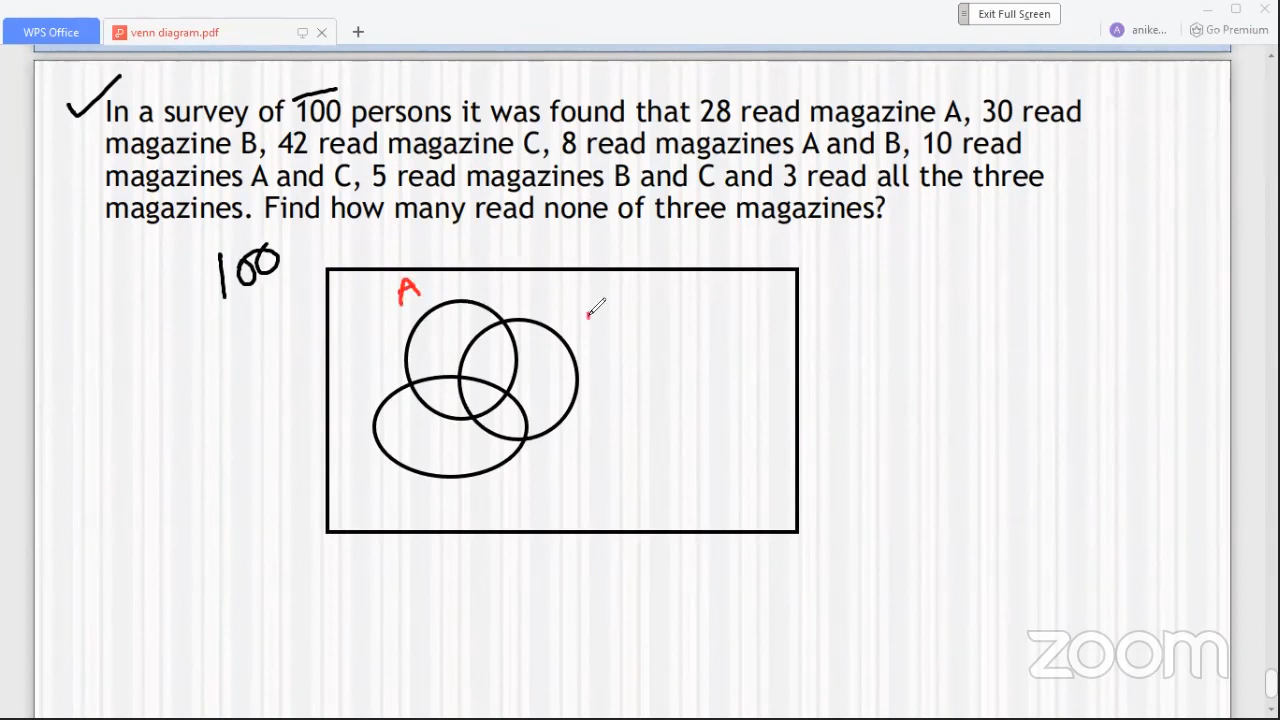 Exit Full Screen
WPS Office
venn diagram.pdf
A
anike...
Go Premium
In a survey of 100 persons it was found that 28 read magazine A, 30 read
magazine B, 42 read magazine C, 8 read magazines A and B, 10 read
magazines A and C, 5 read magazines B and C and 3 read all the three
magazines. Find how many read none of three magazines?
100
A
zoom